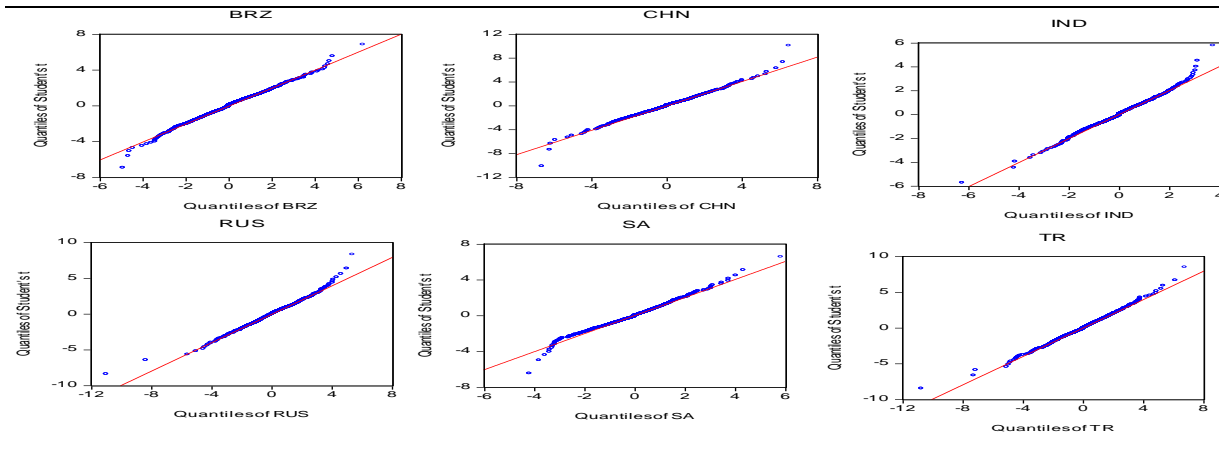 BRZ
8
4
0
-4
-8
-6 -4 -2 0 2 4 6 8
Quantiles of BRZ
Quantiles of Student's t
CHN
12
8
4
0
-4
-8
-12
-8 -4 0 4 8
Quantiles of CHN
Quantiles of Student's t
IND
6
4
2
0
-2
-4
-6
-8 -6 -4 -2 0 2 4
Quantiles of IND
Quantiles of Student's t
RUS
10
5
0
-5
-10
-12 -8 -4 0 4 8
Quantiles of RUS
Quantiles of Student's t
SA
8
4
0
-4
-8
-6 -4 -2 0 2 4 6
Quantiles of SA
Quantiles of Student's t
TR
10
5
0
-5
-10
-12 -8 -4 0 4 8
Quantiles of TR
Quantiles of Student's t